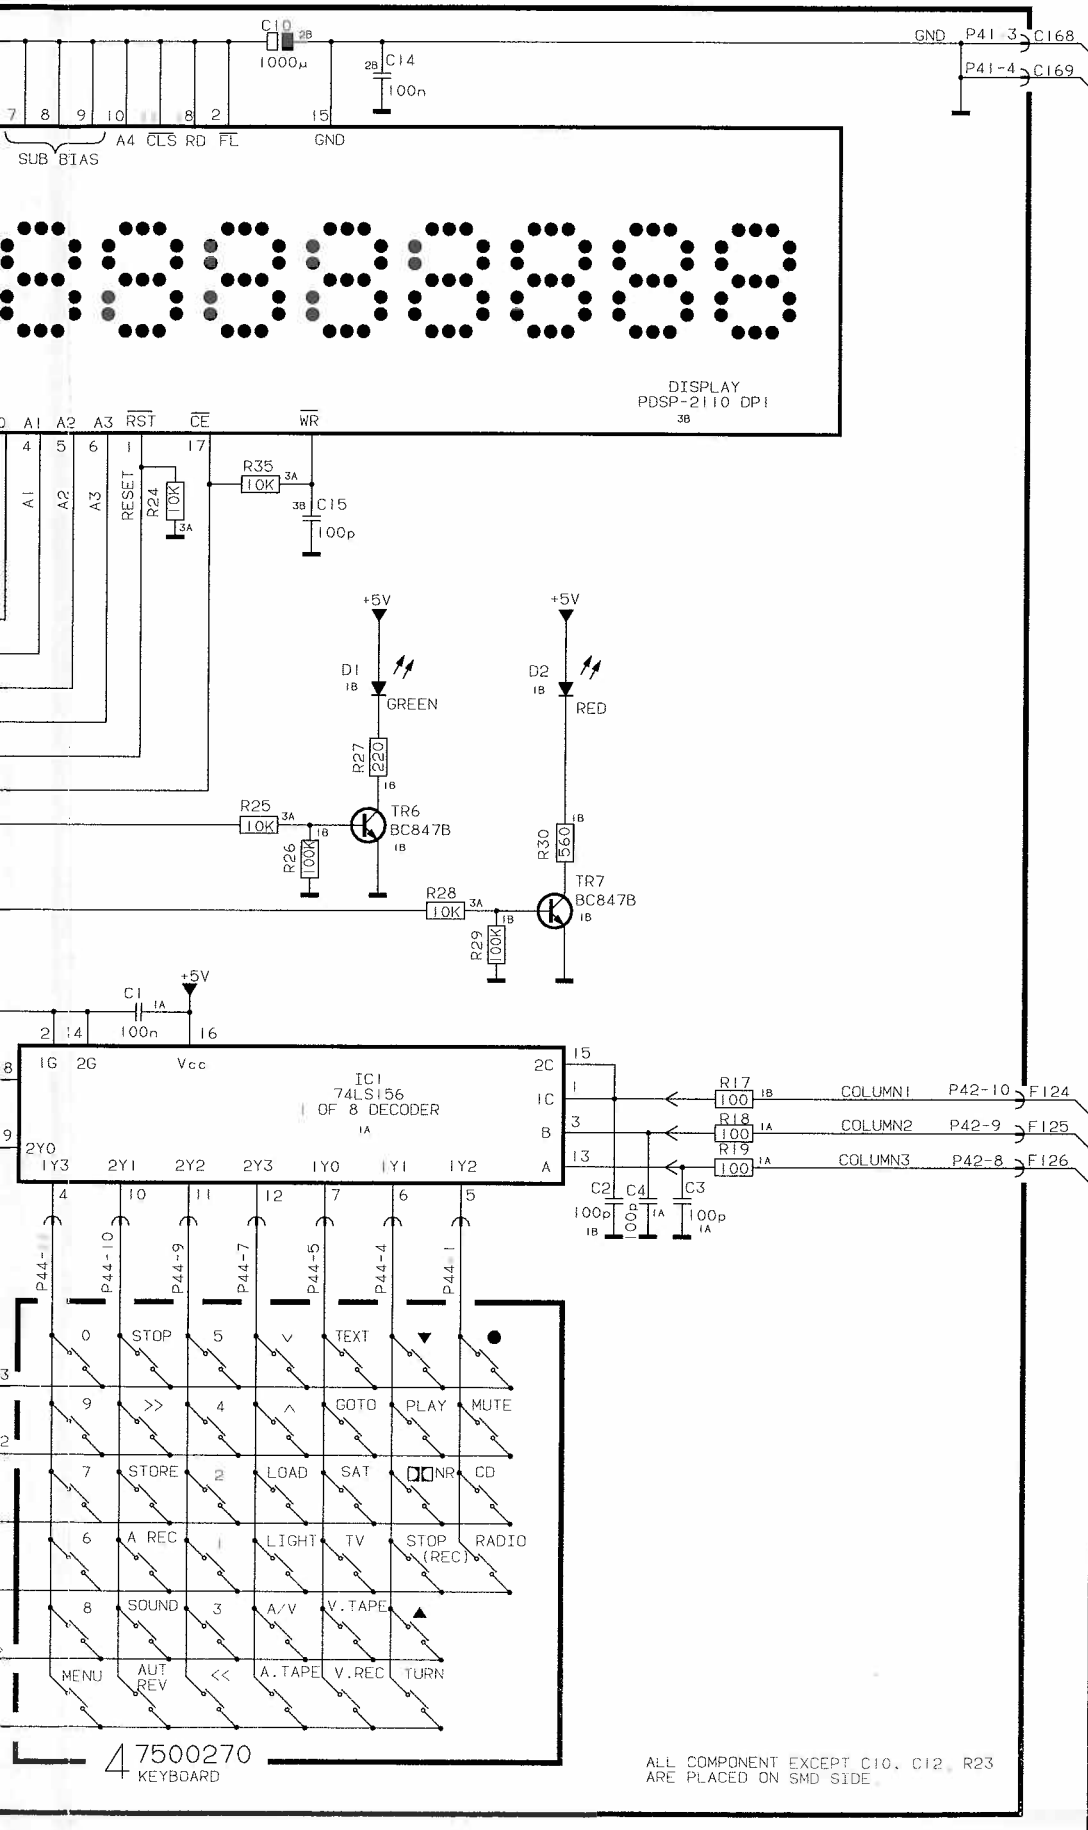 C10 2B
1000µ
2B C14
100n
GND P41-3 C168
P41-4 C169
7 8 9 10 8 2 15
A4 CLS RD FL GND
SUB BIAS
DISPLAY
PDSP-2110 DP1
3B
A1 A2 A3 RST CE WR
4 5 6 1 17
A1 A2 A3 RESET R24 10K 3A
R35 3A
10K
3B C15
100p
+5V +5V
D1 1B GREEN
D2 1B RED
R27 220 1B
R25 3A
10K
1B
R26 100K
TR6
BC847B
1B
R30 560 1B
R28 3A
10K
1B
R29 100K
TR7
BC847B
1B
+5V
C1 1A
100n
2 14 16
1G 2G Vcc
8
9
IC1
74LS156
1 OF 8 DECODER
1A
2C 15
1C 1
B 3
A 13
R17 1B
100
COLUMN1 P42-10 F124
R18 1A
100
COLUMN2 P42-9 F125
R19 1A
100
COLUMN3 P42-8 F126
2Y0
1Y3 2Y1 2Y2 2Y3 1Y0 1Y1 1Y2
4 10 11 12 7 6 5
C2 100p 1B
C4 100p 1A
C3 100p 1A
P44-10 P44-9 P44-7 P44-5 P44-4 P44-1
0 STOP 5 ∨ TEXT ▼ ●
3
9 >> 4 ∧ GOTO PLAY MUTE
2
7 STORE 2 LOAD SAT NR CD
6 A REC 1 LIGHT TV STOP (REC) RADIO
8 SOUND 3 A/V V.TAPE ▲
MENU AUT REV << A.TAPE V.REC TURN
4 7500270
KEYBOARD
ALL COMPONENT EXCEPT C10, C12, R23
ARE PLACED ON SMD SIDE